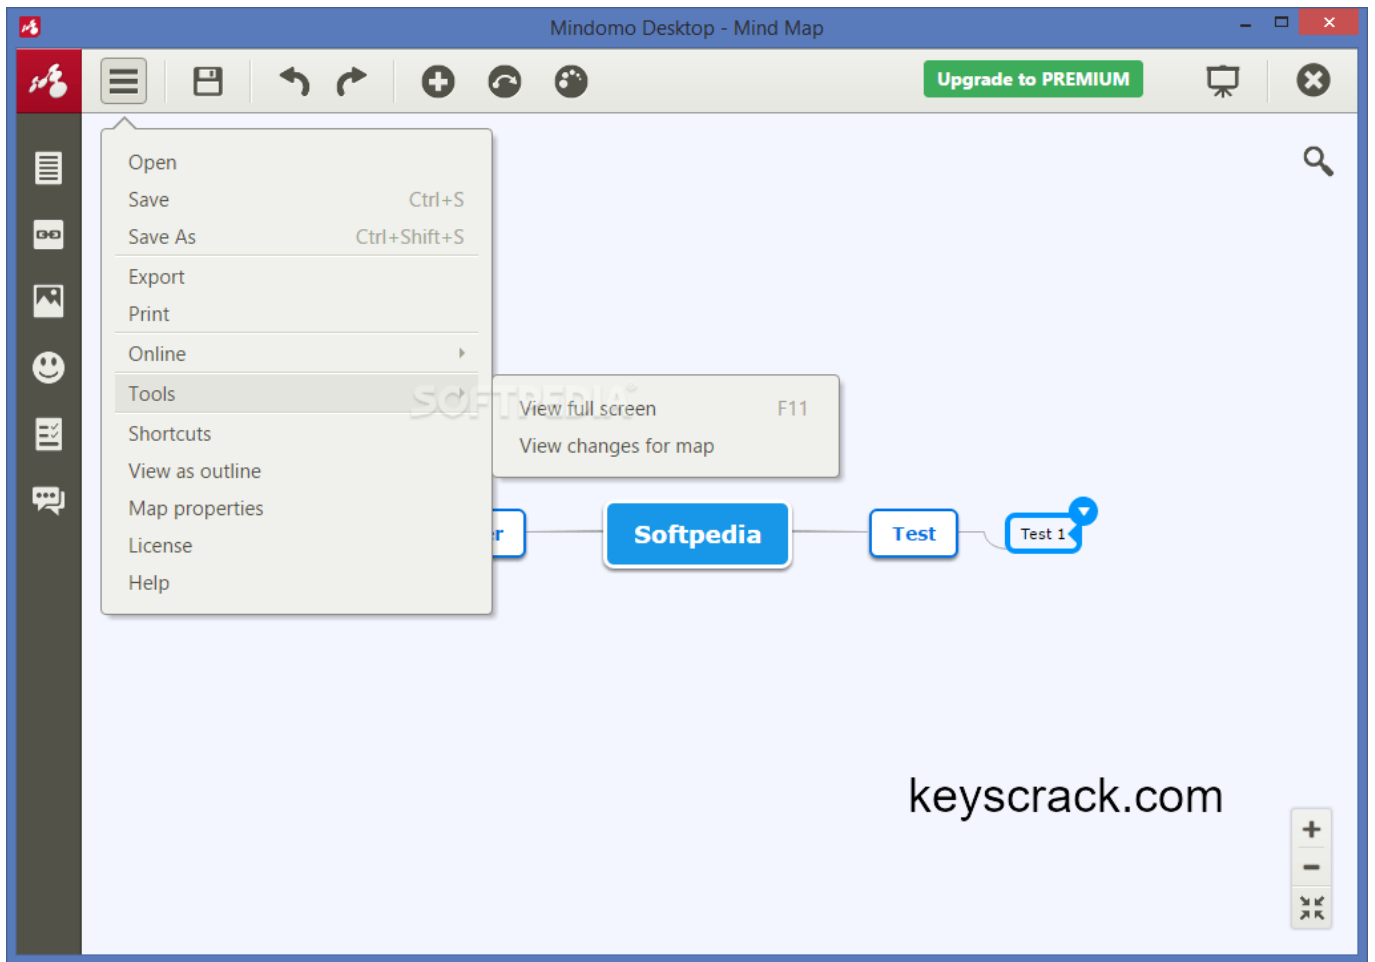 Mindomo Desktop - Mind Map
Upgrade to PREMIUM
Open
Save Ctrl+S
Save As Ctrl+Shift+S
Export
Print
Online
Tools
SOFTPEDIA
View full screen F11
View changes for map
Shortcuts
View as outline
Map properties
License
Help
r
Softpedia
Test
Test 1
keyscrack.com